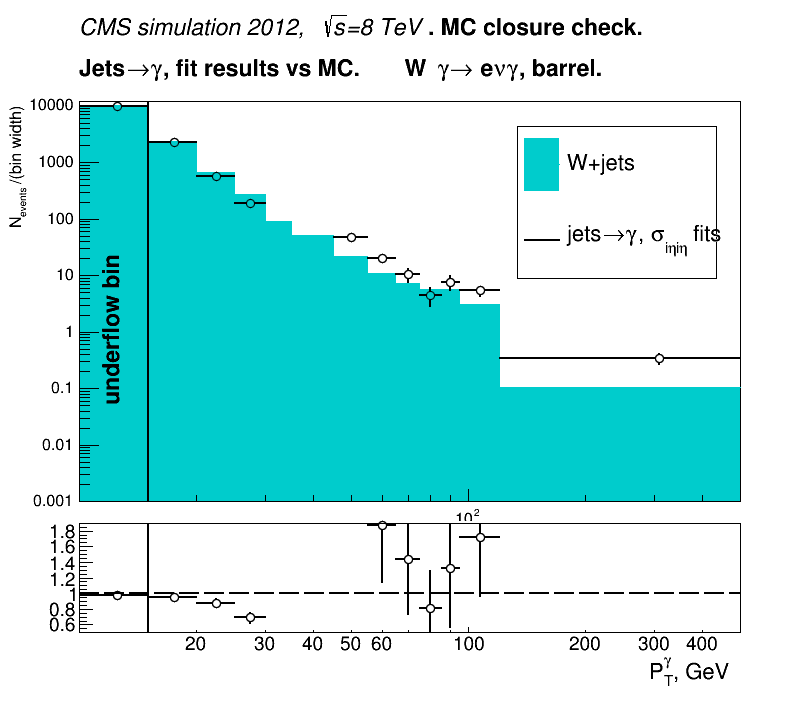 CMS simulation 2012, √s=8 TeV . MC closure check.
Jets→γ, fit results vs MC. W γ→ eνγ, barrel.
N_events /(bin width)
10000
1000
100
10
1
0.1
0.01
0.001
underflow bin
W+jets
jets→γ, σ_iηiη fits
10²
1.8
1.6
1.4
1.2
1
0.8
0.6
20 30 40 50 60 100 200 300 400
P_T^γ, GeV